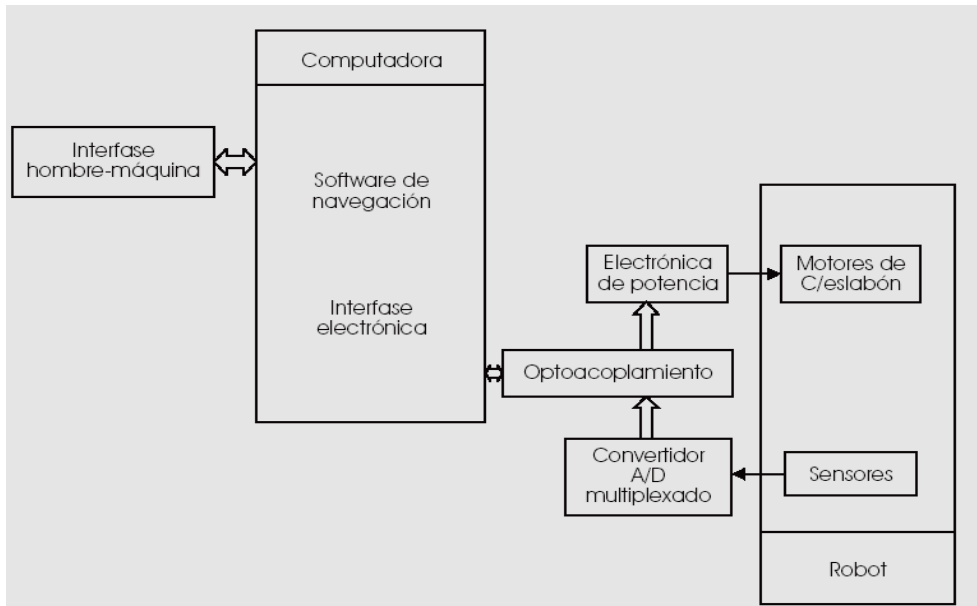 Computadora
Interfase
hombre-máquina
Software de
navegación
Interfase
electrónica
Electrónica
de potencia
Motores de
C/eslabón
Optoacoplamiento
Convertidor
A/D
multiplexado
Sensores
Robot